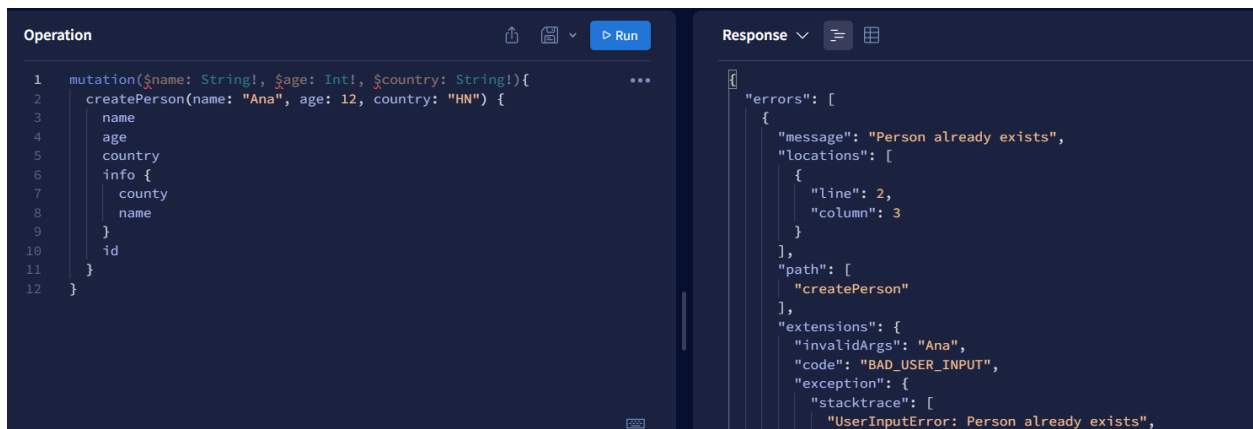 Operation
Run
1 mutation($name: String!, $age: Int!, $country: String!){
2 createPerson(name: "Ana", age: 12, country: "HN") {
3 name
4 age
5 country
6 info {
7 county
8 name
9 }
10 id
11 }
12 }
Response
{
"errors": [
{
"message": "Person already exists",
"locations": [
{
"line": 2,
"column": 3
}
],
"path": [
"createPerson"
],
"extensions": {
"invalidArgs": "Ana",
"code": "BAD_USER_INPUT",
"exception": {
"stacktrace": [
"UserInputError: Person already exists",